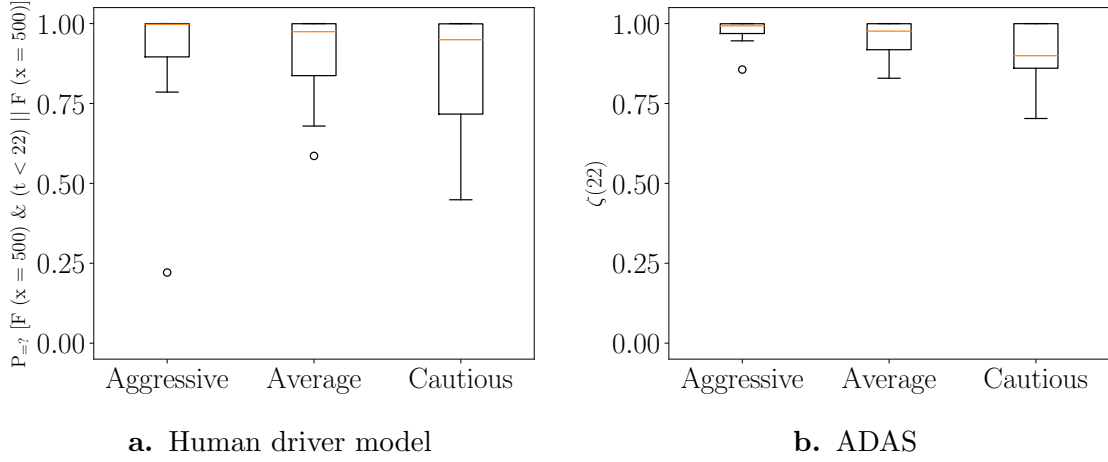 P=? [F (x = 500) & (t < 22) || F (x = 500)]
1.00
0.75
0.50
0.25
0.00
Aggressive Average Cautious
a. Human driver model
ζ(22)
1.00
0.75
0.50
0.25
0.00
Aggressive Average Cautious
b. ADAS